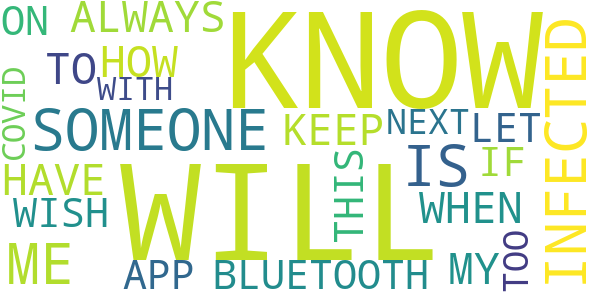 ON ALWAYS
KNOW
TO HOW
WITH
INFECTED
COVID
SOMEONE
KEEP
NEXT LET
HAVE
WILL
THIS
IS IF
WISH
WHEN
ME
APP BLUETOOTH MY
TOO